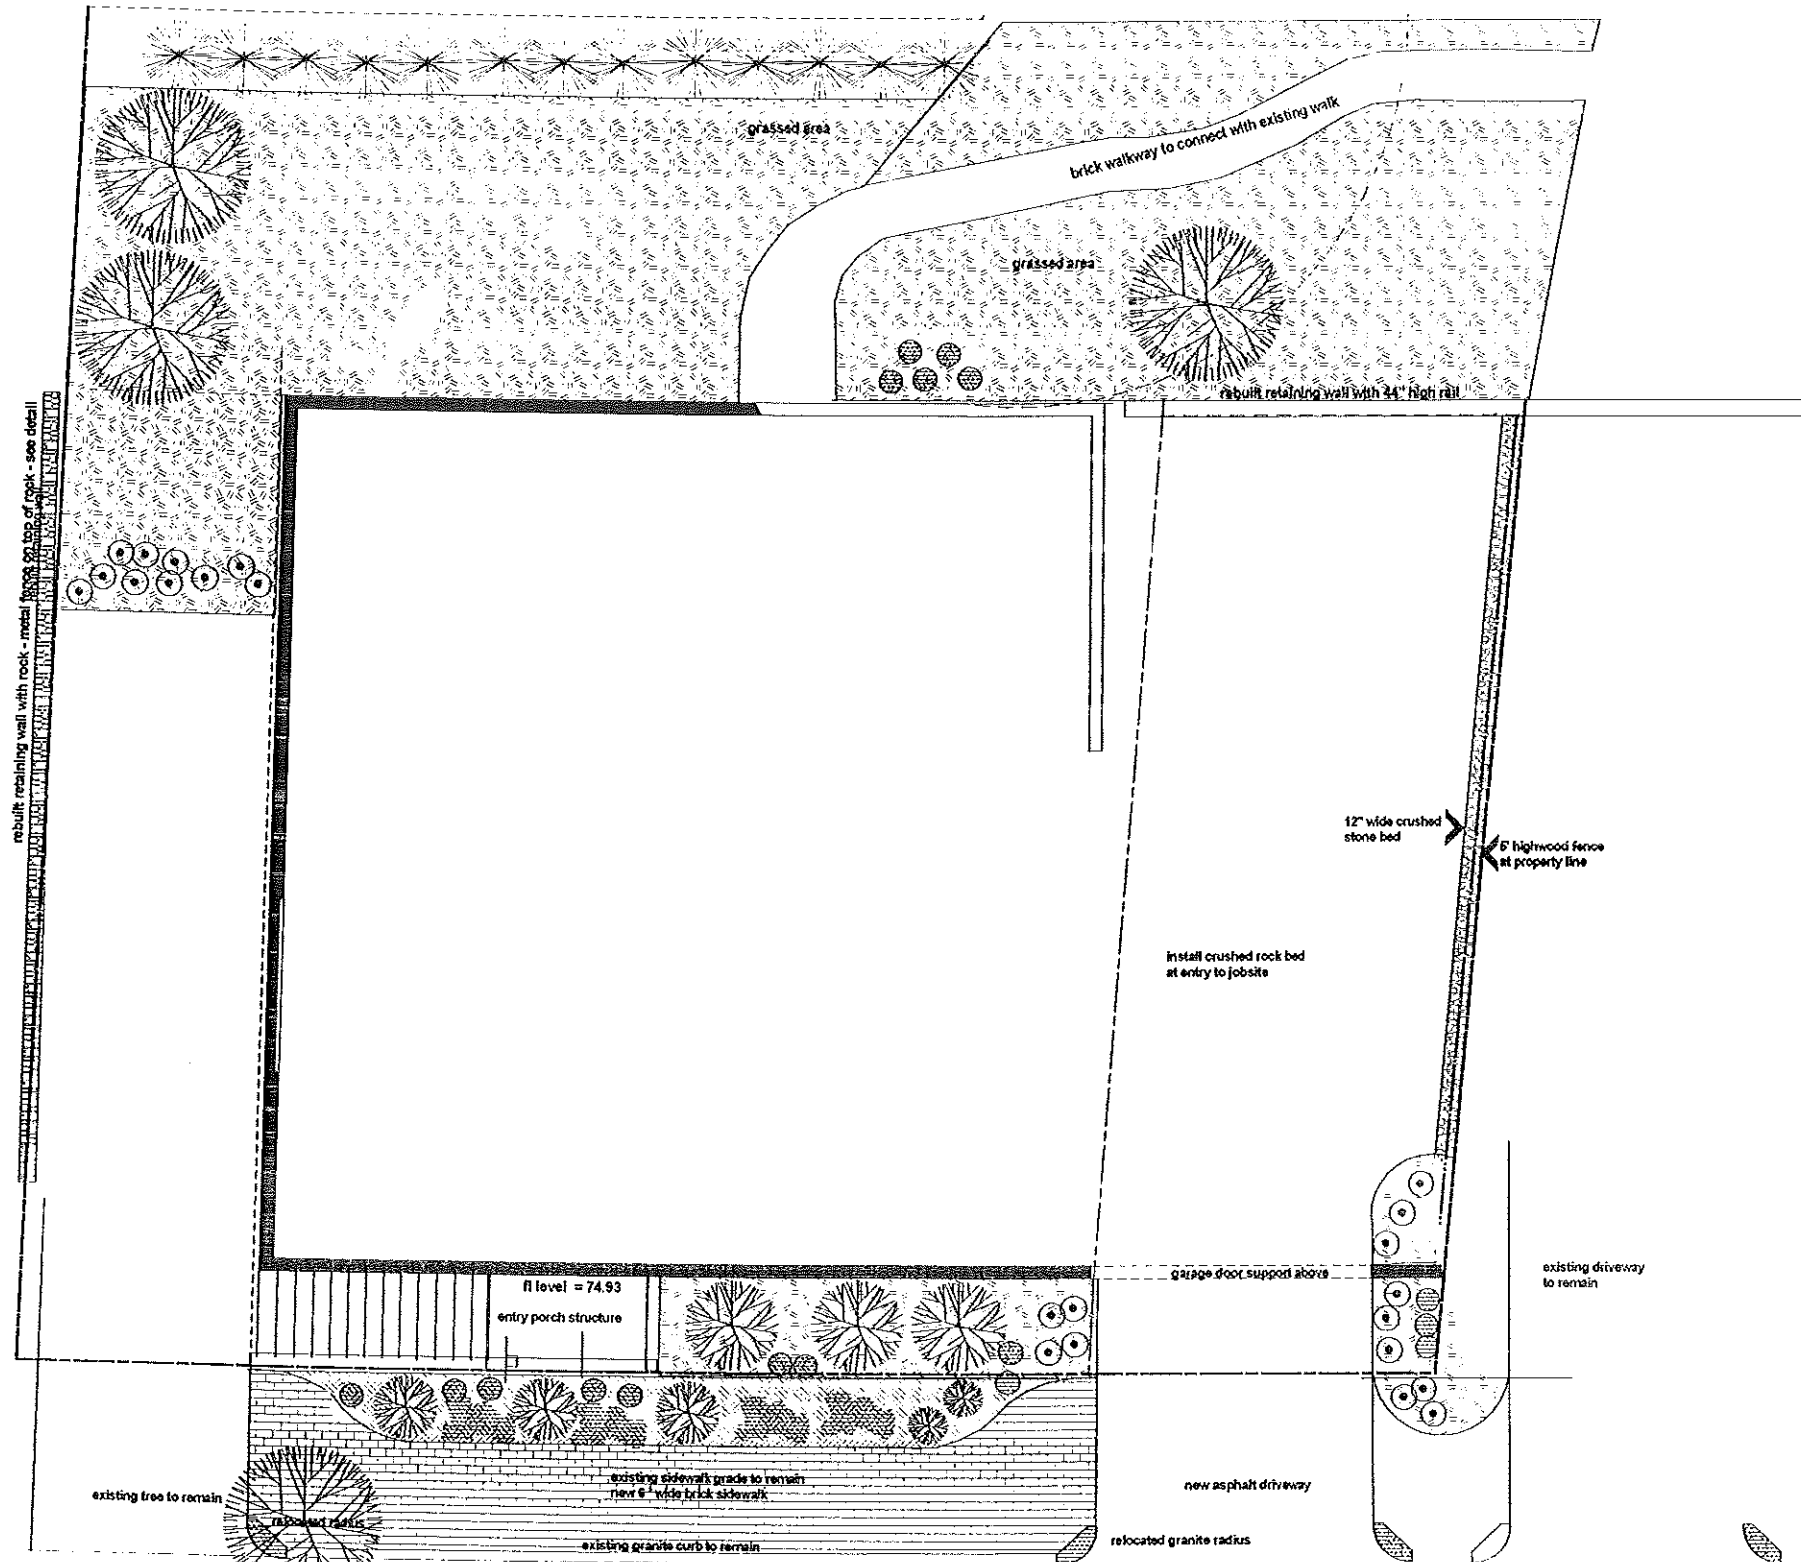 grassed area
brick walkway to connect with existing walk
grassed area
rebuilt retaining wall with 44" high rail
rebuilt retaining wall with rock - metal fence on top of rock - see detail
12" wide crushed
stone bed
6' highwood fence
at property line
install crushed rock bed
at entry to jobsite
garage door support above
existing driveway
to remain
fl level = 74.93
entry porch structure
existing sidewalk grade to remain
new 6' wide brick sidewalk
existing tree to remain
relocated radius
new asphalt driveway
existing granite curb to remain
relocated granite radius